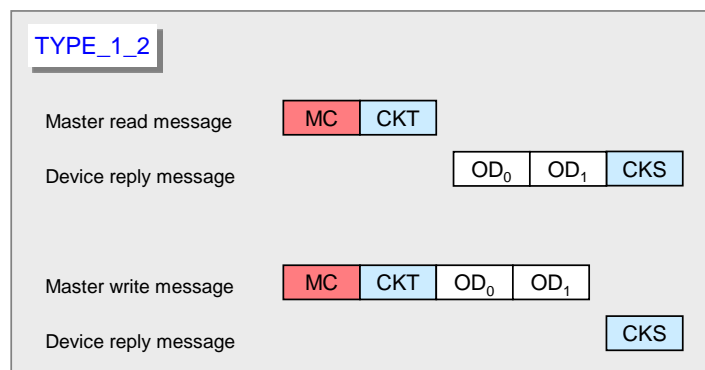 TYPE_1_2
Master read message MC CKT
Device reply message OD₀ OD₁ CKS
Master write message MC CKT OD₀ OD₁
Device reply message CKS